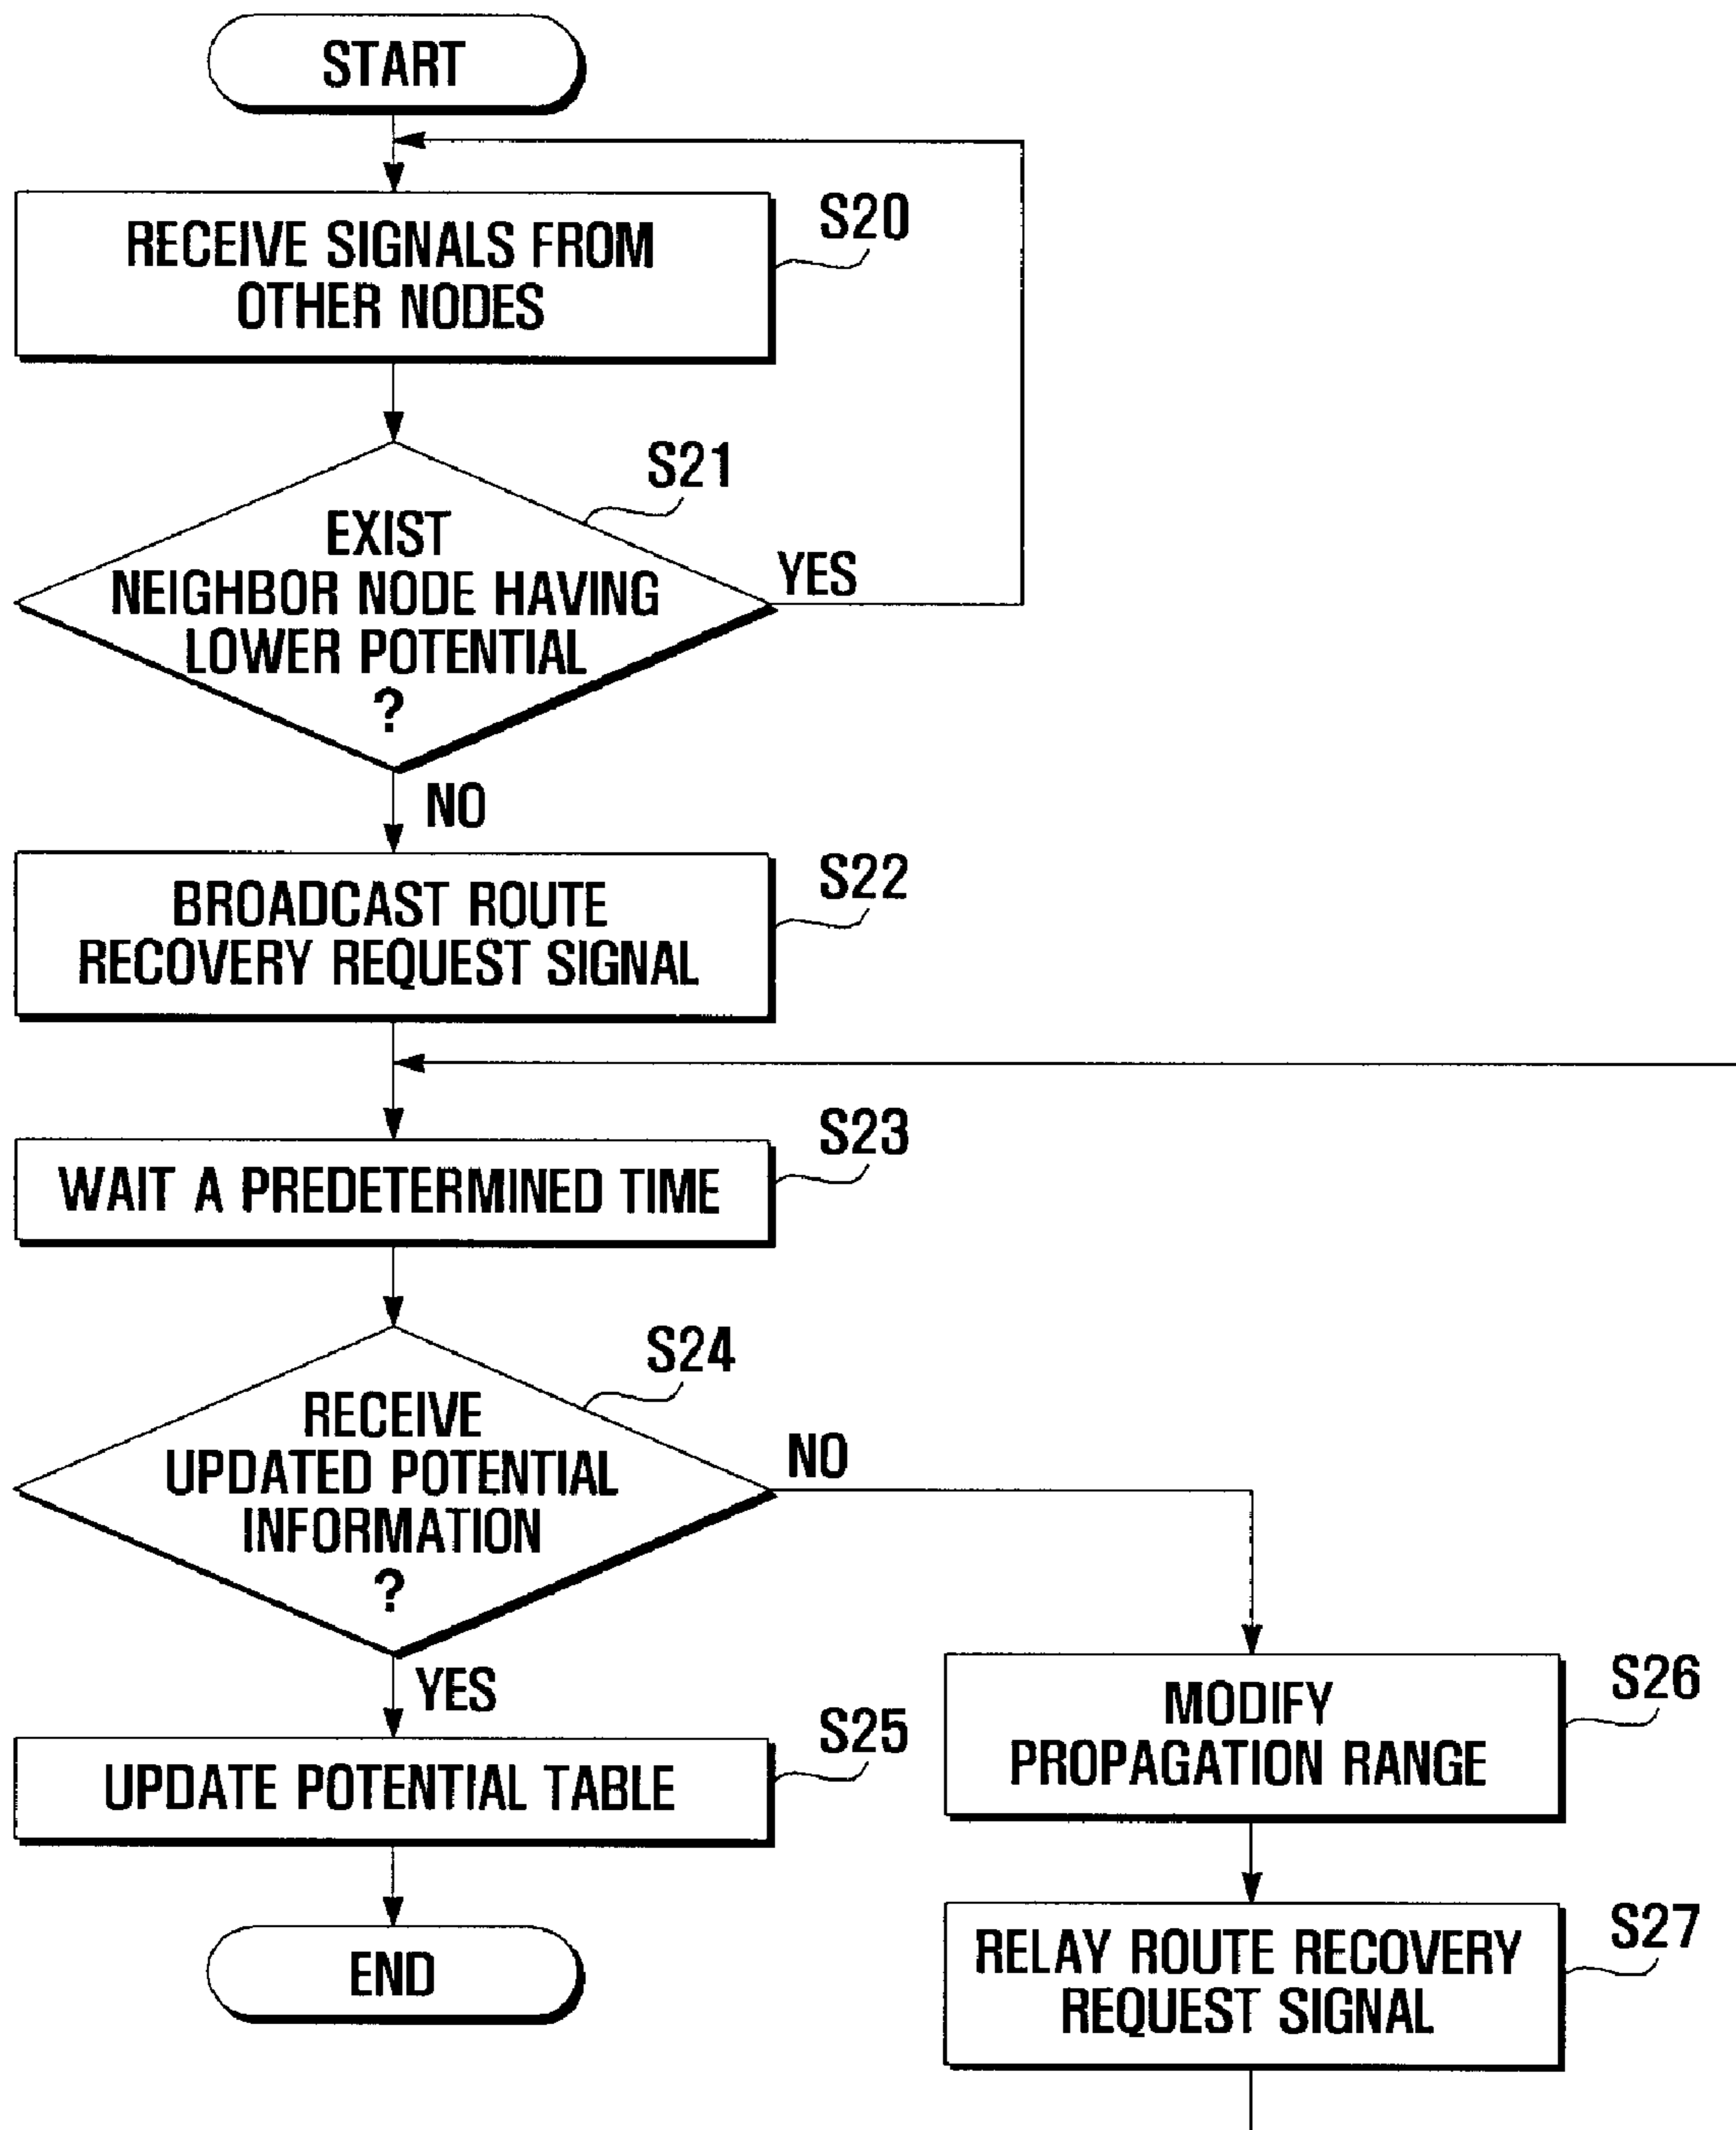 START
RECEIVE SIGNALS FROM
OTHER NODES
S20
EXIST
NEIGHBOR NODE HAVING
LOWER POTENTIAL
?
S21
YES
NO
BROADCAST ROUTE
RECOVERY REQUEST SIGNAL
S22
WAIT A PREDETERMINED TIME
S23
RECEIVE
UPDATED POTENTIAL
INFORMATION
?
S24
NO
YES
UPDATE POTENTIAL TABLE
S25
END
MODIFY
PROPAGATION RANGE
S26
RELAY ROUTE RECOVERY
REQUEST SIGNAL
S27